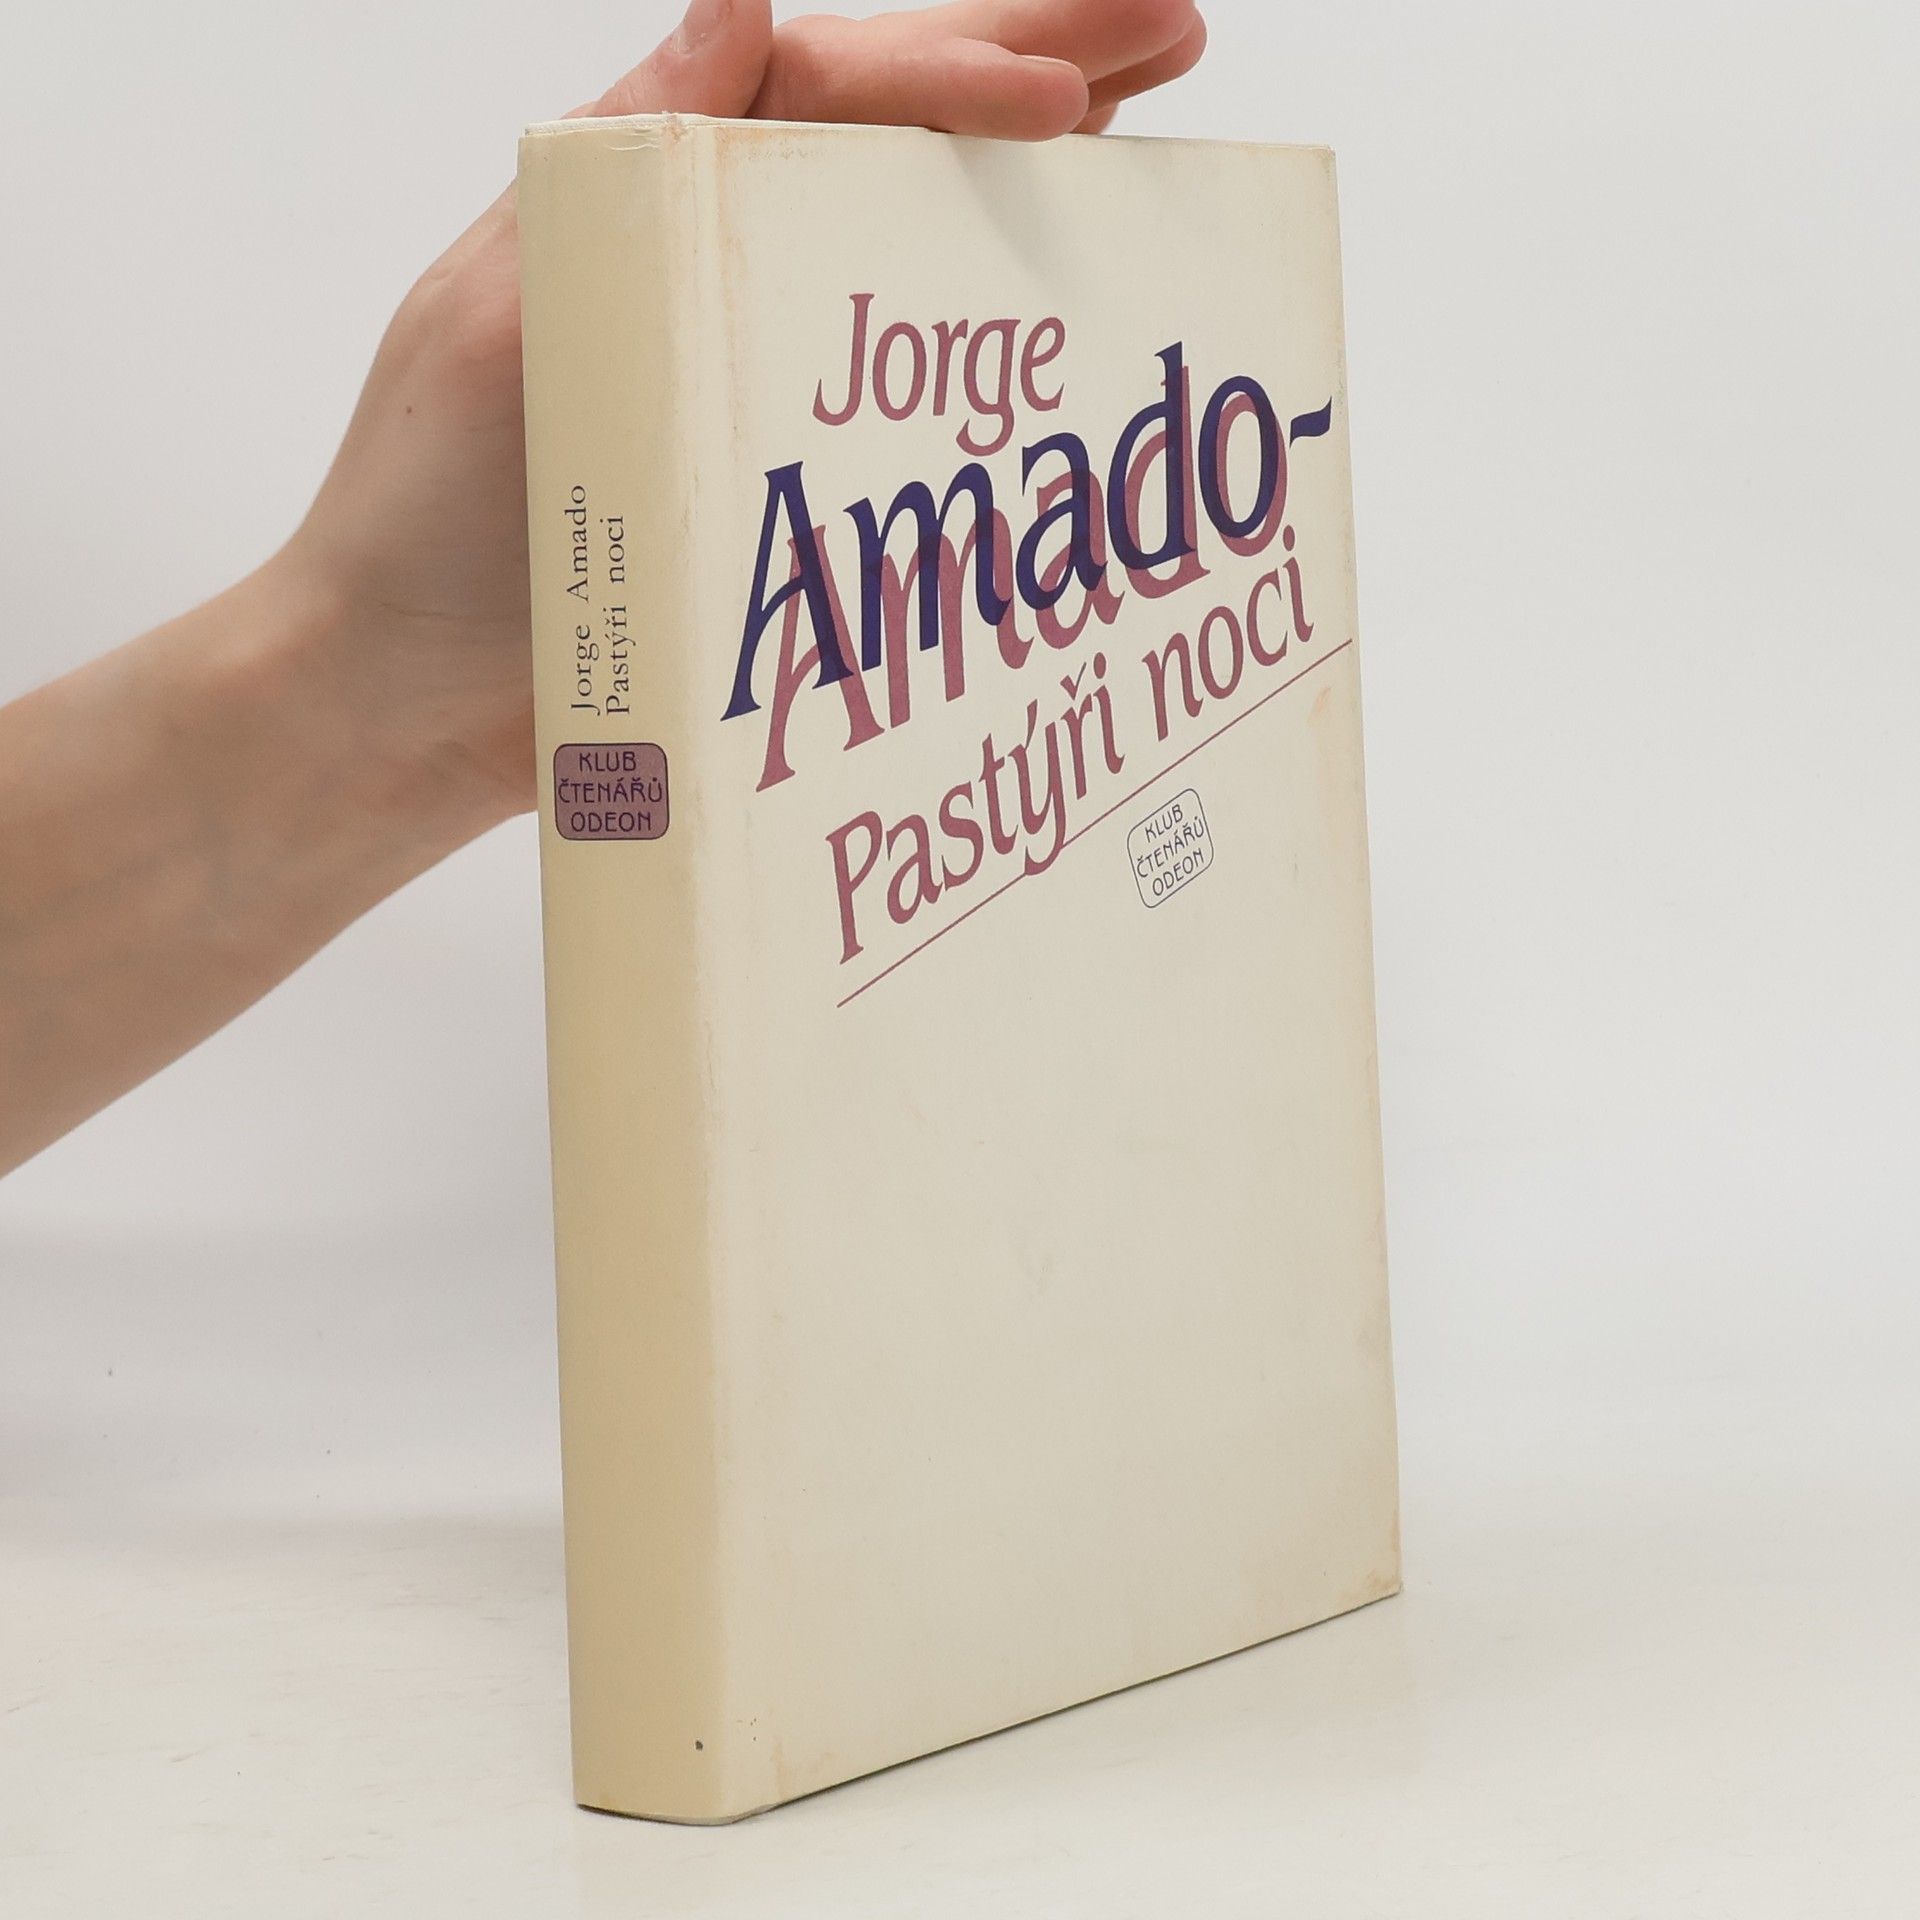 Jorge Amado
Pastýři noci
KLUB
ČTENÁŘŮ
ODEON
Jorge
Amado-
Amado
Pastýři noci
KLUB
ČTENÁŘŮ
ODEON